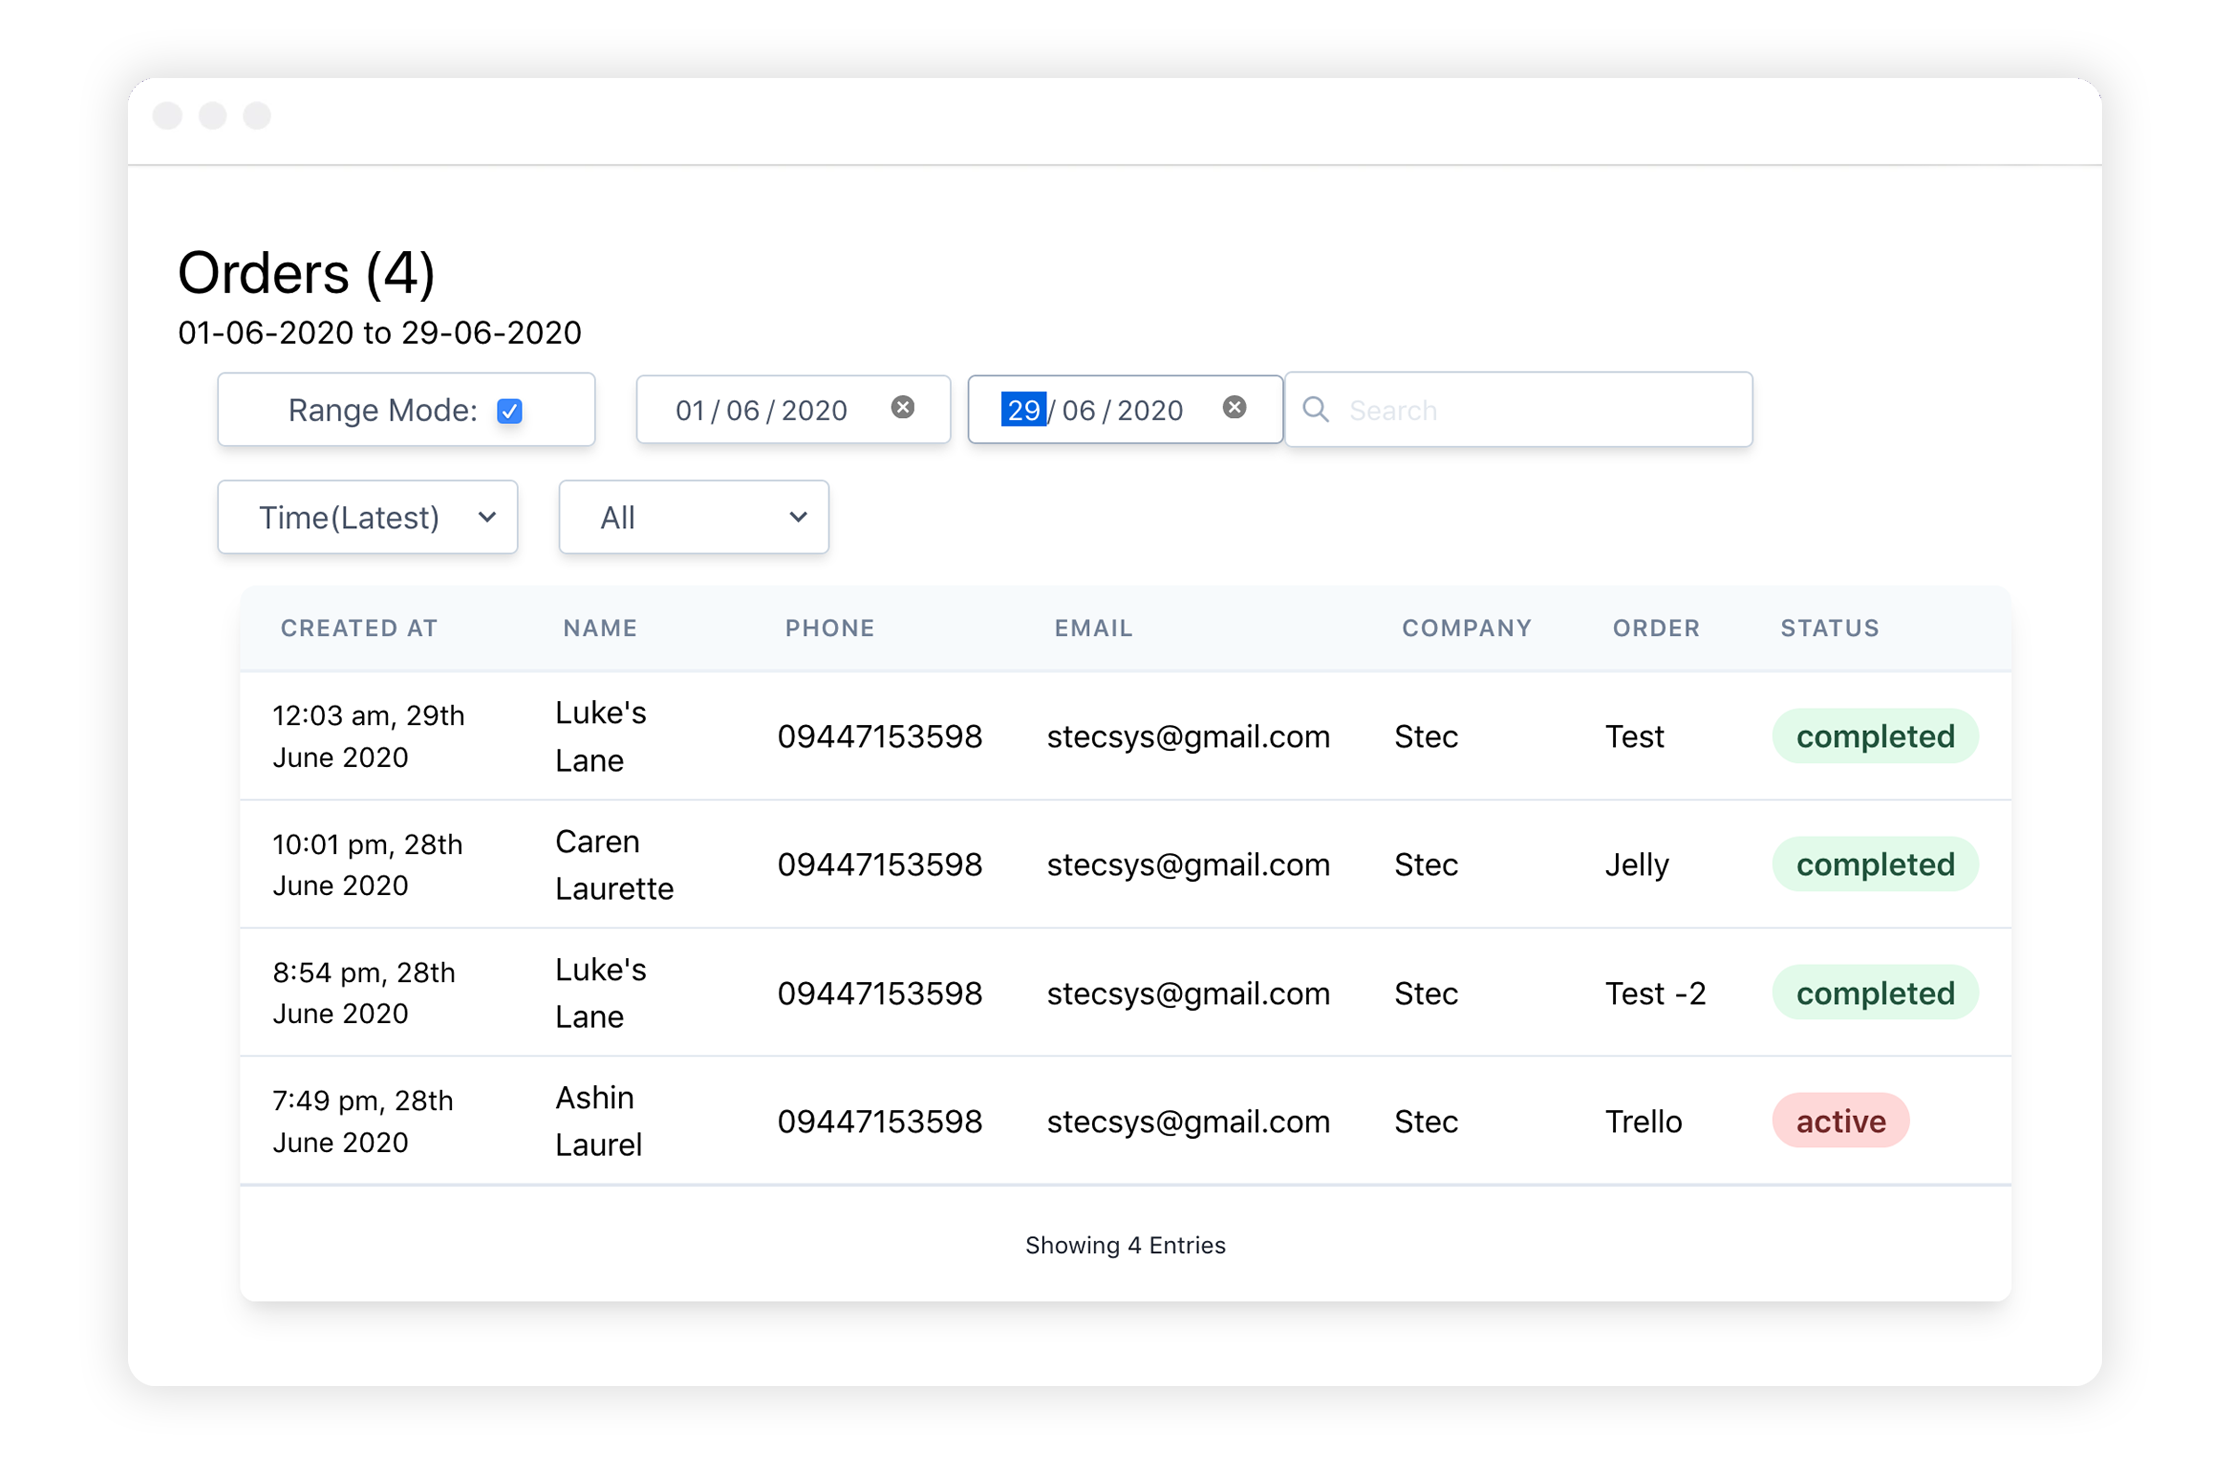 Orders (4)
01-06-2020 to 29-06-2020
Range Mode: 01/06/2020 29/06/2020 Search
Time(Latest) All
CREATED AT NAME PHONE EMAIL COMPANY ORDER STATUS
12:03 am, 29th June 2020 Luke's Lane 09447153598 stecsys@gmail.com Stec Test completed
10:01 pm, 28th June 2020 Caren Laurette 09447153598 stecsys@gmail.com Stec Jelly completed
8:54 pm, 28th June 2020 Luke's Lane 09447153598 stecsys@gmail.com Stec Test -2 completed
7:49 pm, 28th June 2020 Ashin Laurel 09447153598 stecsys@gmail.com Stec Trello active
Showing 4 Entries